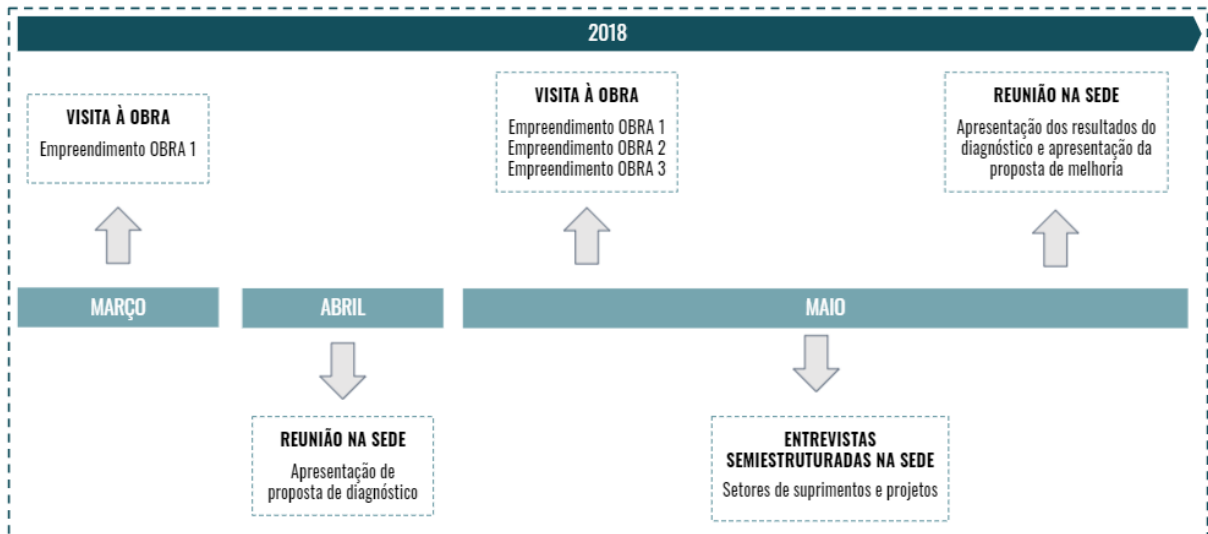 2018
VISITA À OBRA
Empreendimento OBRA 1
VISITA À OBRA
Empreendimento OBRA 1
Empreendimento OBRA 2
Empreendimento OBRA 3
REUNIÃO NA SEDE
Apresentação dos resultados do
diagnóstico e apresentação da
proposta de melhoria
MARÇO
ABRIL
MAIO
REUNIÃO NA SEDE
Apresentação de
proposta de diagnóstico
ENTREVISTAS
SEMIESTRUTURADAS NA SEDE
Setores de suprimentos e projetos